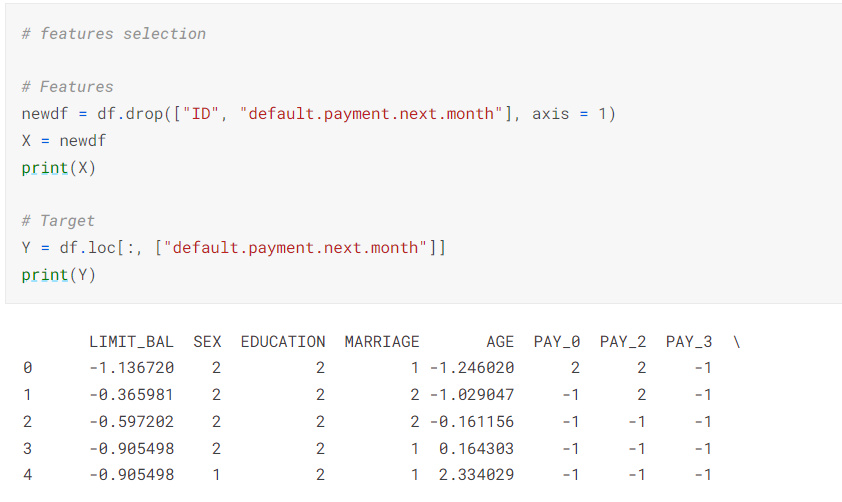 # features selection
# Features
newdf = df.drop(["ID", "default.payment.next.month"], axis = 1)
X = newdf
print(X)
# Target
Y = df.loc[:, ["default.payment.next.month"]]
print(Y)
LIMIT_BAL SEX EDUCATION MARRIAGE AGE PAY_0 PAY_2 PAY_3 \
0 -1.136720 2 2 1 -1.246020 2 2 -1
1 -0.365981 2 2 2 -1.029047 -1 2 -1
2 -0.597202 2 2 2 -0.161156 -1 -1 -1
3 -0.905498 2 2 1 0.164303 -1 -1 -1
4 -0.905498 1 2 1 2.334029 -1 -1 -1